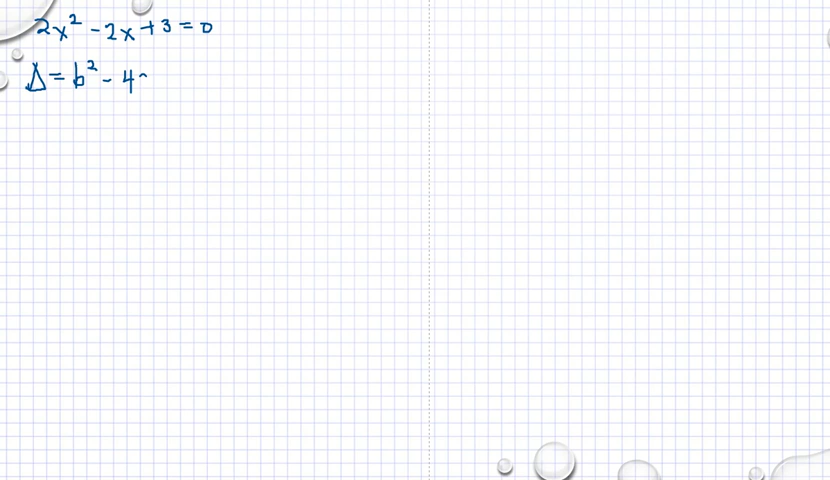 2x² - 2x + 3 = 0
Δ = b² - 4